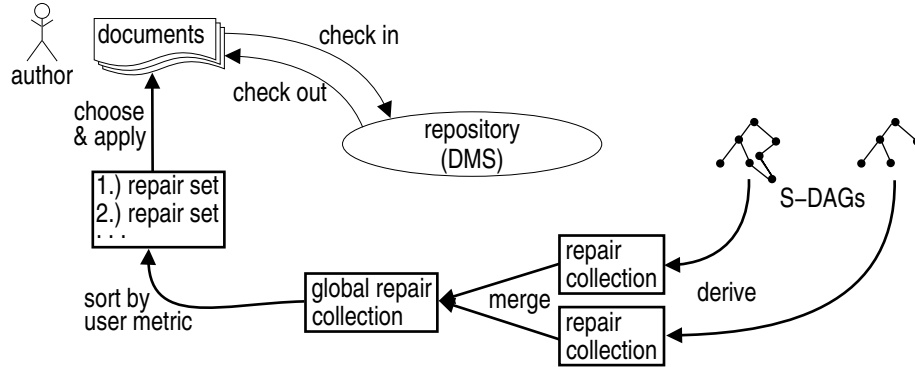 documents
author
check in
check out
repository
(DMS)
choose
& apply
1.) repair set
2.) repair set
. . .
S–DAGs
sort by
user metric
global repair
collection
merge
repair
collection
repair
collection
derive